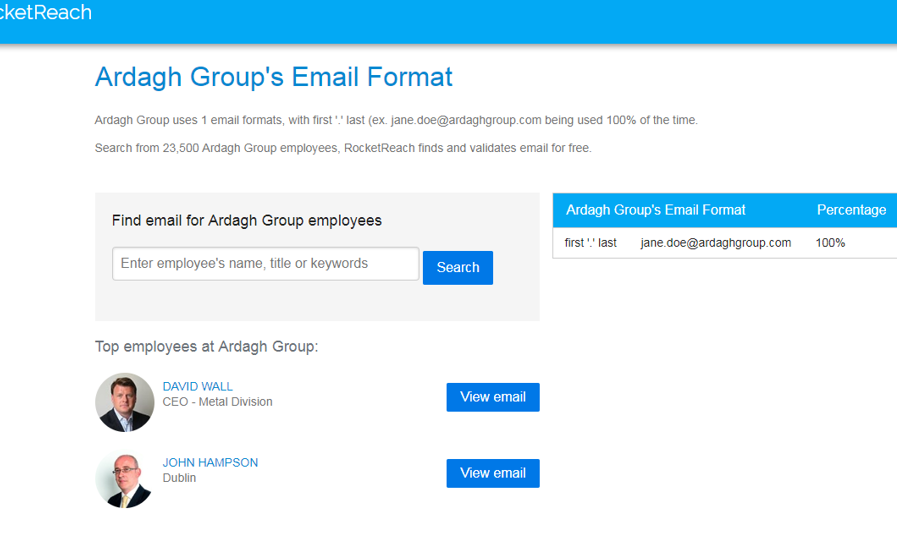 cketReach
Ardagh Group's Email Format
Ardagh Group uses 1 email formats, with first '.' last (ex. jane.doe@ardaghgroup.com being used 100% of the time.
Search from 23,500 Ardagh Group employees, RocketReach finds and validates email for free.
Find email for Ardagh Group employees
Enter employee's name, title or keywords
Search
Ardagh Group's Email Format Percentage
first '.' last jane.doe@ardaghgroup.com 100%
Top employees at Ardagh Group:
DAVID WALL
CEO - Metal Division
View email
JOHN HAMPSON
Dublin
View email